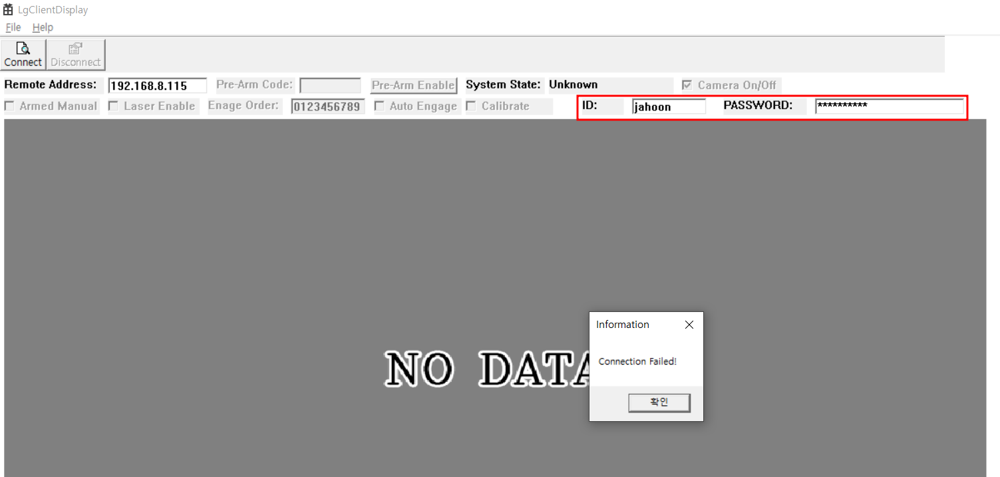 LgClientDisplay
File Help
Connect Disconnect
Remote Address: 192.168.8.115 Pre-Arm Code: Pre-Arm Enable System State: Unknown Camera On/Off
Armed Manual Laser Enable Enage Order: 0123456789 Auto Engage Calibrate ID: jahoon PASSWORD: **********
NO DATA
Information
Connection Failed!
확인